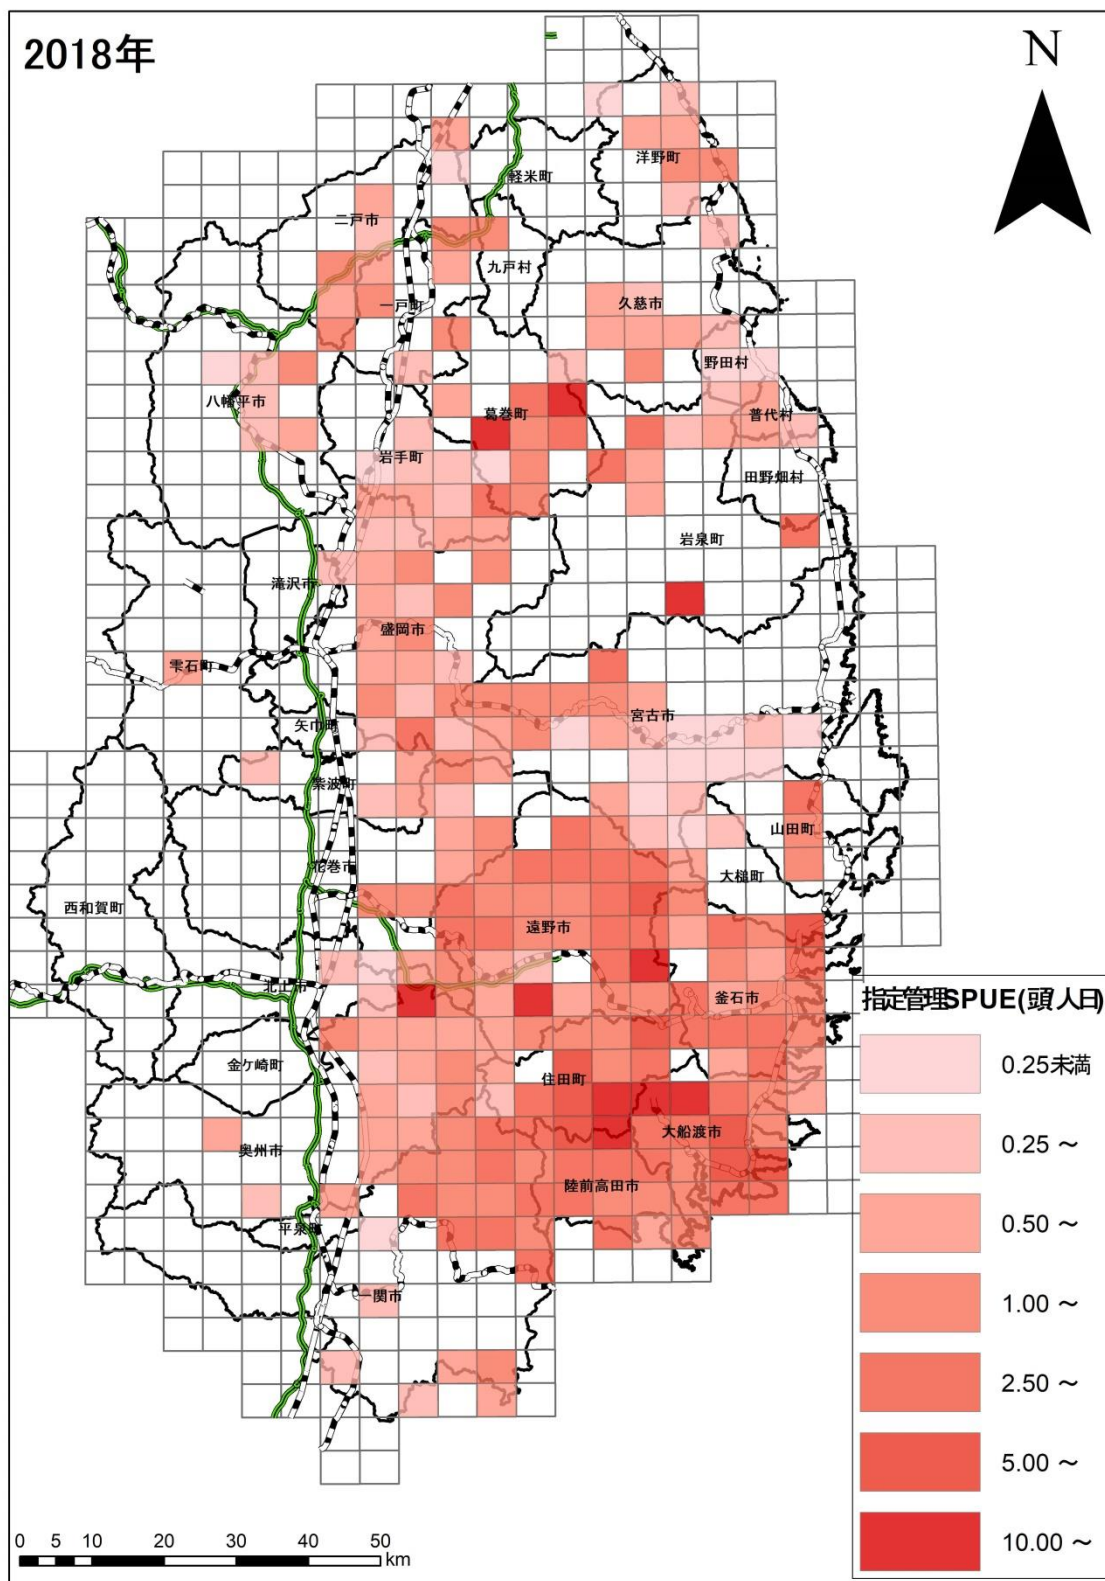 2018年
N
洋野町
軽米町
二戸市
九戸村
一戸町
久慈市
野田村
八幡平市
葛巻町
普代村
岩手町
田野畑村
岩泉町
滝沢市
盛岡市
雫石町
宮古市
矢巾町
紫波町
山田町
花巻市
大槌町
西和賀町
遠野市
北上市
釜石市
指定管理SPUE(頭/人日)
金ケ崎町
住田町
0.25未満
奥州市
大船渡市
0.25 ～
陸前高田市
平泉町
0.50 ～
一関市
1.00 ～
2.50 ～
5.00 ～
10.00 ～
0 5 10 20 30 40 50
km